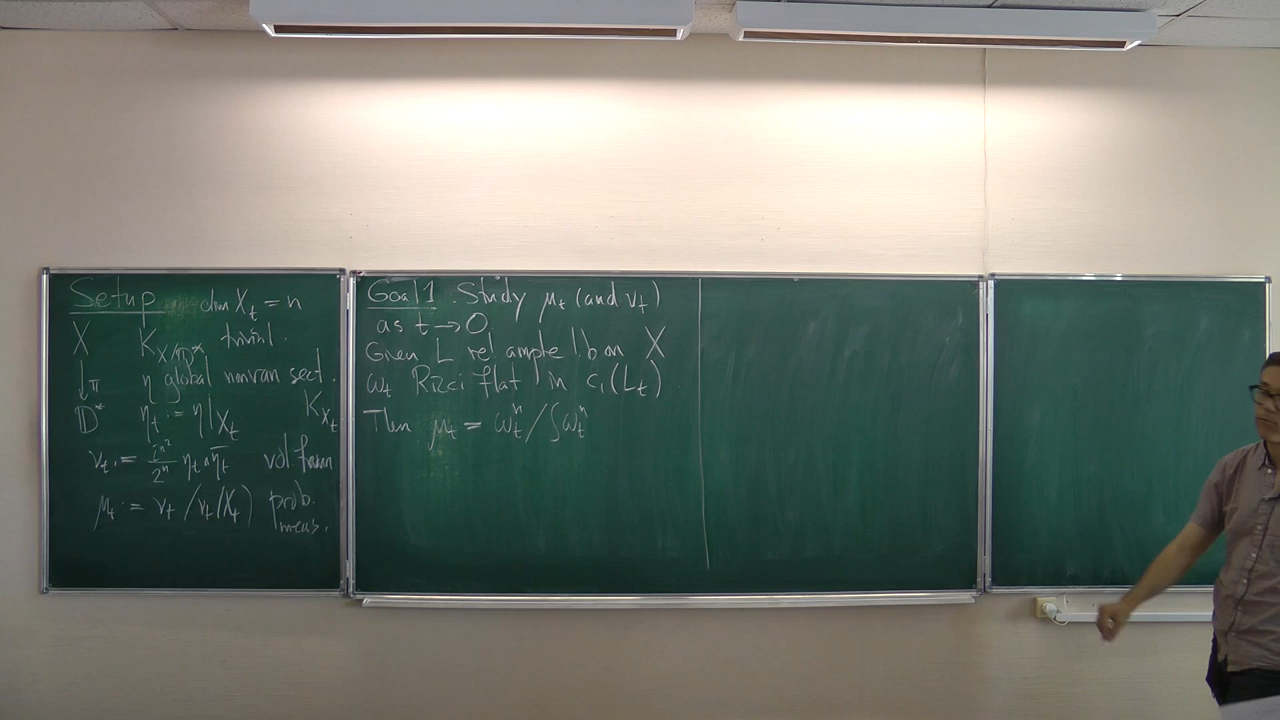 Setup dim X_t = n
X K_{X/𝔻*} trivial.
↓π η global nonvan sect.
𝔻* η_t := η|_{X_t} K_{X_t}
ν_t := i^{n²}/2^n η_t ∧ η̄_t vol. form
μ_t := ν_t / ν_t(X_t) prob.
meas.
Goal 1. Study μ_t (and ν_t)
as t → 0
Given L rel ample l.b on X
ω_t Ricci flat in c_1(L_t)
Then μ_t = ω_t^n / ∫ω_t^n